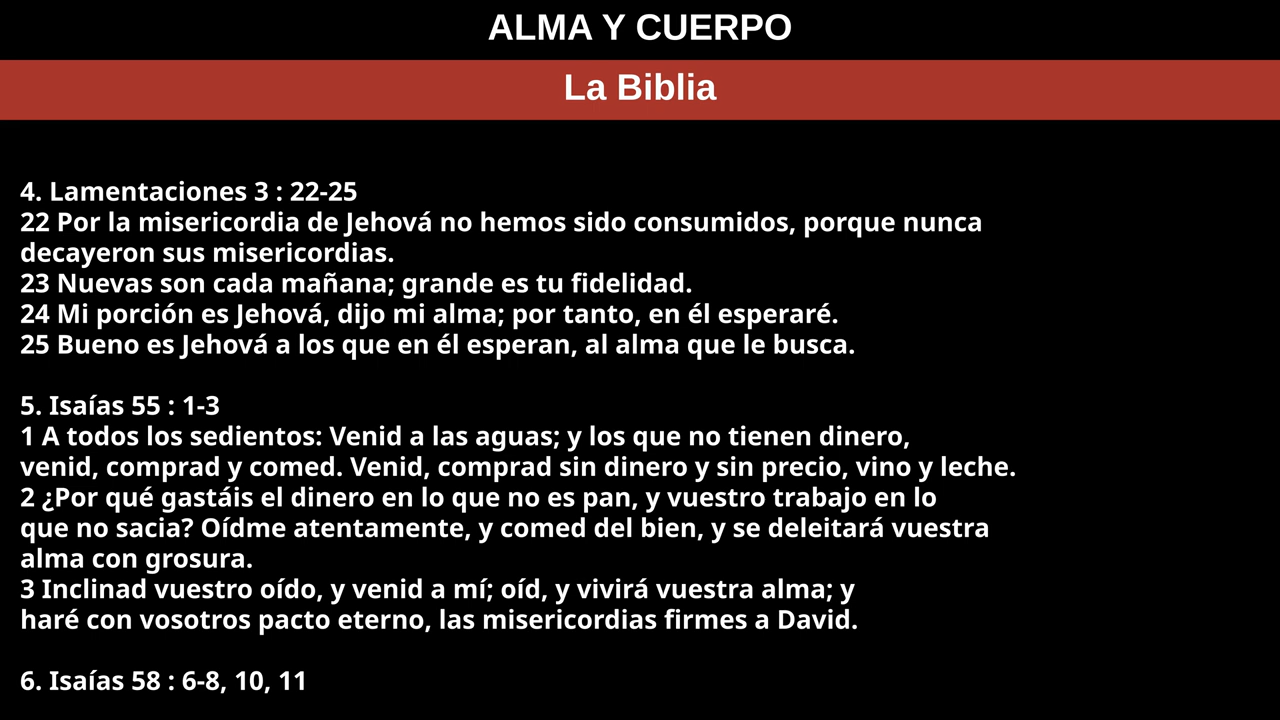 ALMA Y CUERPO
La Biblia
4. Lamentaciones 3 : 22-25
22 Por la misericordia de Jehová no hemos sido consumidos, porque nunca
decayeron sus misericordias.
23 Nuevas son cada mañana; grande es tu fidelidad.
24 Mi porción es Jehová, dijo mi alma; por tanto, en él esperaré.
25 Bueno es Jehová a los que en él esperan, al alma que le busca.
5. Isaías 55 : 1-3
1 A todos los sedientos: Venid a las aguas; y los que no tienen dinero,
venid, comprad y comed. Venid, comprad sin dinero y sin precio, vino y leche.
2 ¿Por qué gastáis el dinero en lo que no es pan, y vuestro trabajo en lo
que no sacia? Oídme atentamente, y comed del bien, y se deleitará vuestra
alma con grosura.
3 Inclinad vuestro oído, y venid a mí; oíd, y vivirá vuestra alma; y
haré con vosotros pacto eterno, las misericordias firmes a David.
6. Isaías 58 : 6-8, 10, 11